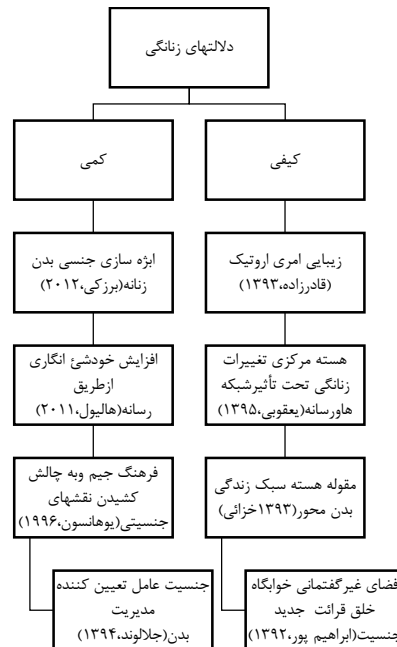 دلالتهای زنانگی
کیفی
کمی
زیبایی امری اروتیک
(قادرزاده،۱۳۹۳)
هسته مرکزی تغییرات
زنانگی تحت تأثیرشبکه
هاورسانه(یعقوبی،۱۳۹۵)
مقوله هسته سبک زندگی
بدن محور(۱۳۹۳خزائی)
فضای غیرگفتمانی خوابگاه
خلق قرائت جدید
جنسیت(ابراهیم پور،۱۳۹۲)
ابژه سازی جنسی بدن
زنانه(برزکی،۲۰۱۲)
افزایش خودشئ انگاری
ازطریق
رسانه(هالیول،۲۰۱۱)
فرهنگ جیم وبه چالش
کشیدن نقشهای
جنسیتی(یوهانسون،۱۹۹۶)
جنسیت عامل تعیین کننده
مدیریت
بدن(جلالوند،۱۳۹۴)